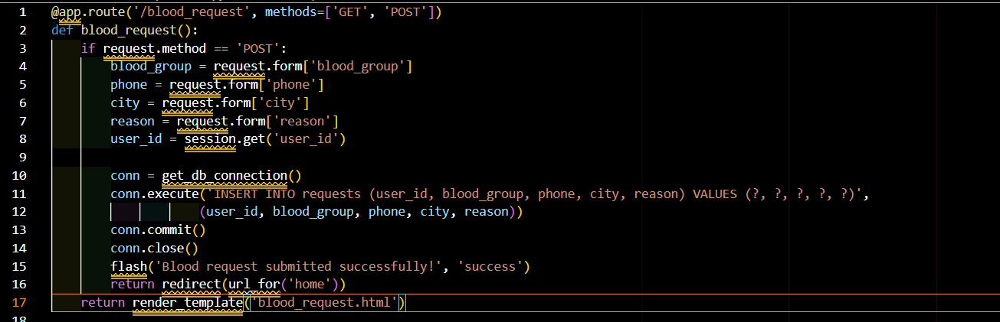 1 @app.route('/blood_request', methods=['GET', 'POST'])
2 def blood_request():
3     if request.method == 'POST':
4         blood_group = request.form['blood_group']
5         phone = request.form['phone']
6         city = request.form['city']
7         reason = request.form['reason']
8         user_id = session.get('user_id')
9
10         conn = get_db_connection()
11         conn.execute('INSERT INTO requests (user_id, blood_group, phone, city, reason) VALUES (?, ?, ?, ?, ?)',
12                     (user_id, blood_group, phone, city, reason))
13         conn.commit()
14         conn.close()
15         flash('Blood request submitted successfully!', 'success')
16         return redirect(url_for('home'))
17     return render_template('blood_request.html')
18